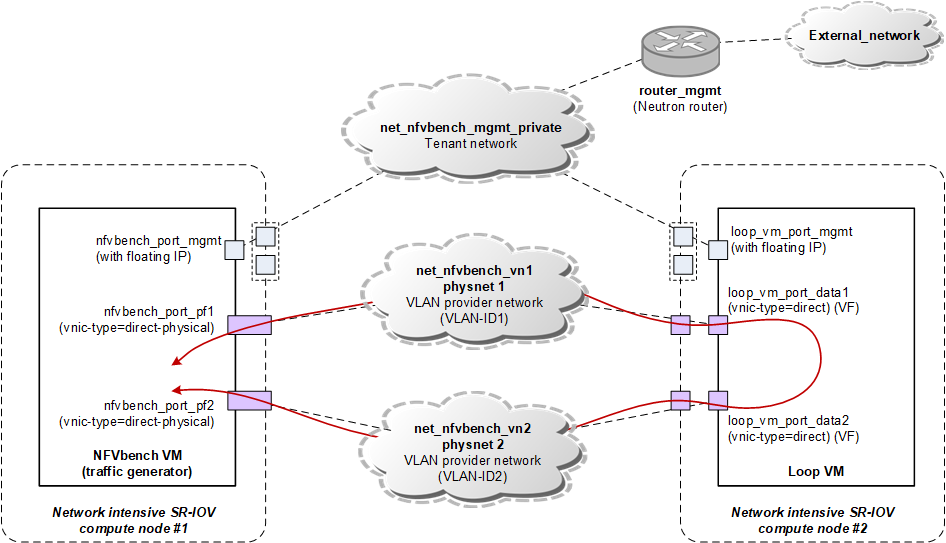 External_network
router_mgmt
(Neutron router)
net_nfvbench_mgmt_private
Tenant network
nfvbench_port_mgmt
(with floating IP)
loop_vm_port_mgmt
(with floating IP)
net_nfvbench_vn1
physnet 1
VLAN provider network
(VLAN-ID1)
nfvbench_port_pf1
(vnic-type=direct-physical)
loop_vm_port_data1
(vnic-type=direct) (VF)
nfvbench_port_pf2
(vnic-type=direct-physical)
net_nfvbench_vn2
physnet 2
VLAN provider network
(VLAN-ID2)
loop_vm_port_data2
(vnic-type=direct) (VF)
NFVbench VM
(traffic generator)
Loop VM
Network intensive SR-IOV
compute node #1
Network intensive SR-IOV
compute node #2